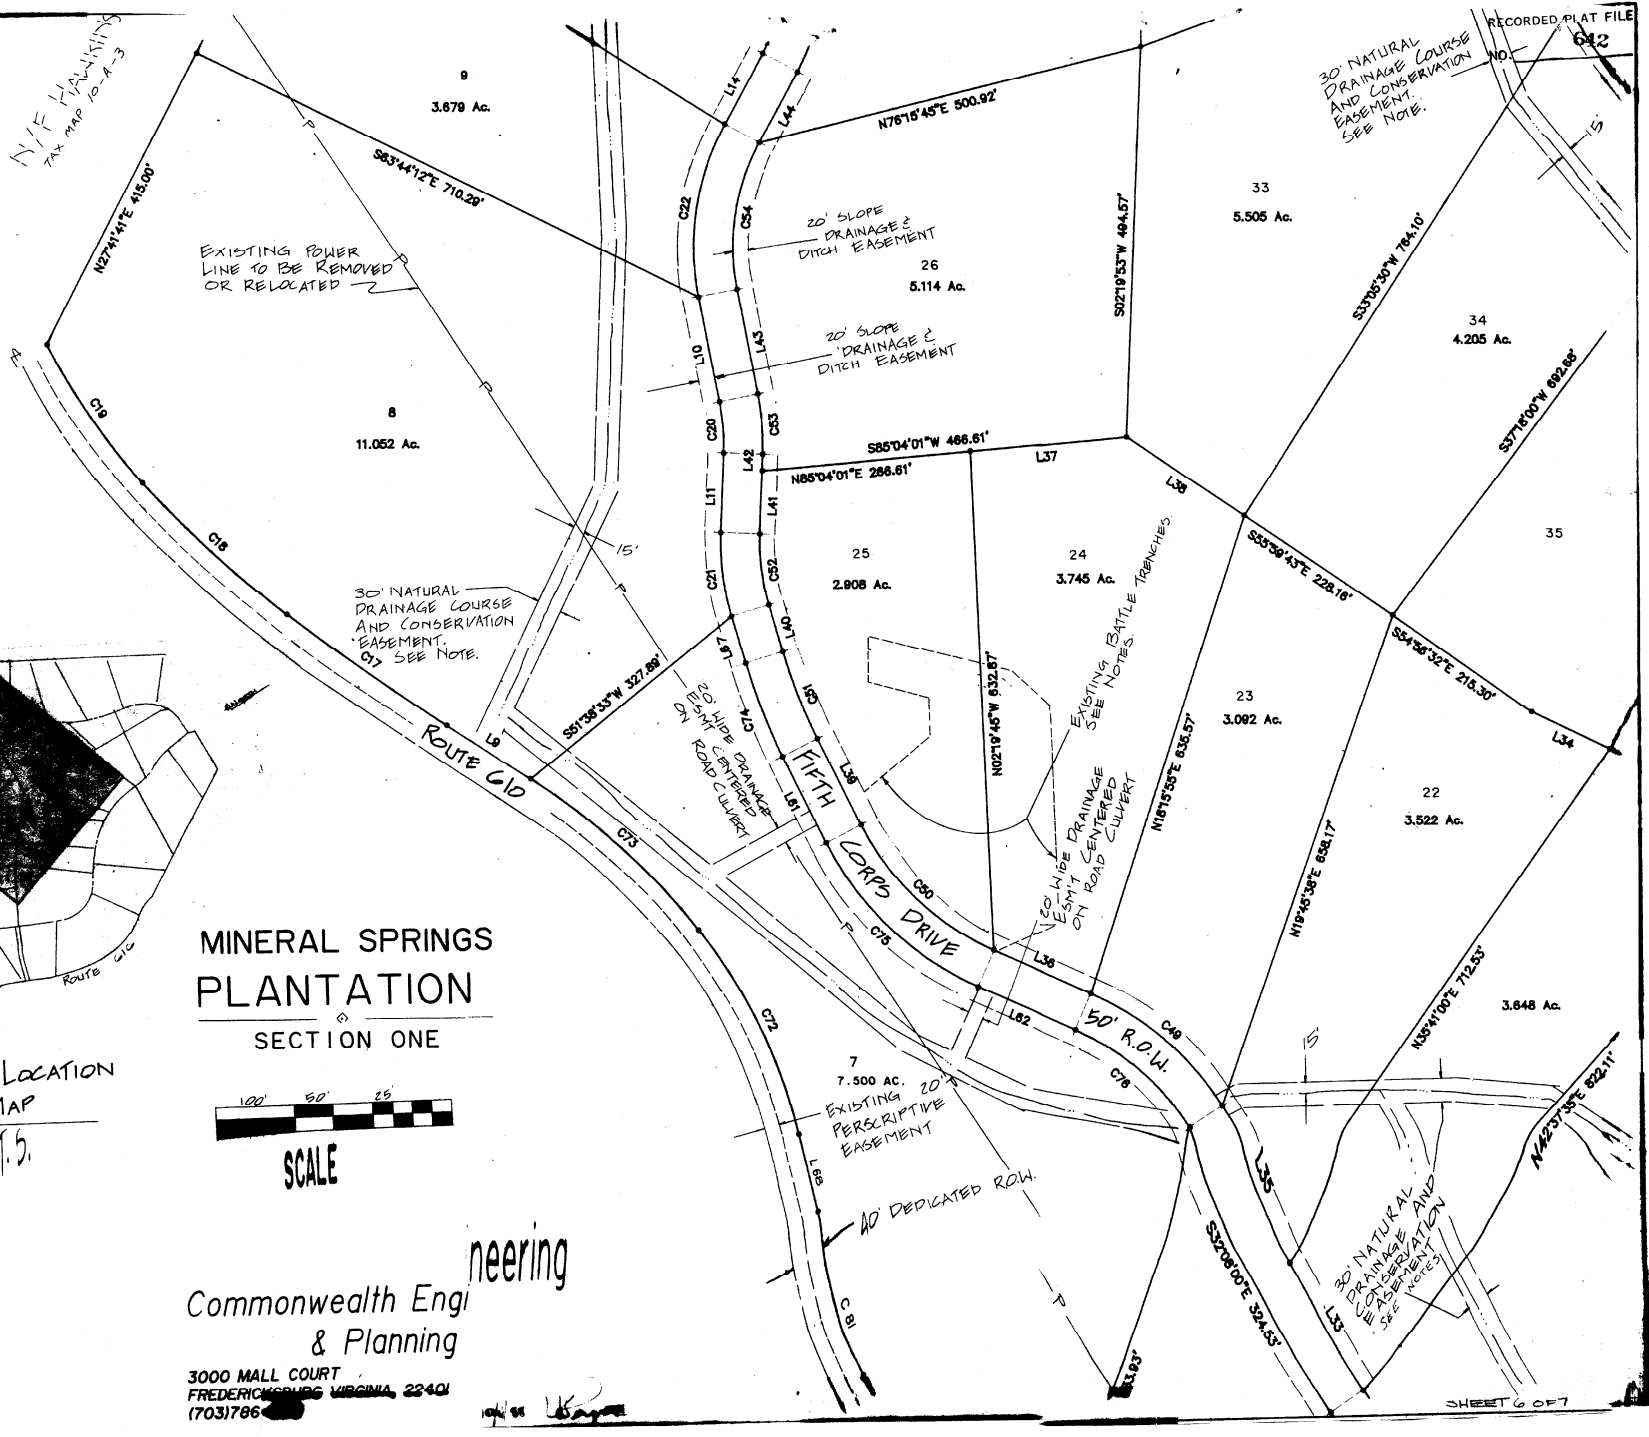 RECORDED PLAT FILE
NO. 642
N/F HAWKINS
TAX MAP 10-A-3
9
3.679 Ac.
L14
L44
N76°15'45"E 500.92'
30' NATURAL
DRAINAGE COURSE
AND CONSERVATION
EASEMENT.
SEE NOTE.
15'
S63°44'12"E 710.29'
N27°41'41"E 415.00'
C22
C54
20' SLOPE
DRAINAGE &
DITCH EASEMENT
33
5.505 Ac.
S02°19'53"W 494.57'
S33°05'30"W 764.10'
EXISTING POWER
LINE TO BE REMOVED
OR RELOCATED
P
P
P
P
P
P
P
26
5.114 Ac.
34
4.205 Ac.
L10
L43
20' SLOPE
DRAINAGE &
DITCH EASEMENT
S37°18'00"W 692.68'
C19
8
11.052 Ac.
C20
C53
L42
S85°04'01"W 466.61'
N85°04'01"E 266.61'
L37
L38
L11
L41
C18
15'
C21
C52
25
2.908 Ac.
24
3.745 Ac.
EXISTING BATTLE TRENCHES.
SEE NOTES.
S55°59'43"E 228.16'
35
30' NATURAL
DRAINAGE COURSE
AND CONSERVATION
EASEMENT.
SEE NOTE.
C17
L67
L40
S51°38'33"W 327.89'
N02°19'45"W 632.87'
S54°56'32"E 215.30'
23
3.092 Ac.
L34
C74
C51
20' WIDE DRAINAGE
ESM'T CENTERED
ON ROAD CULVERT
L9
ROUTE 610
FIFTH
CORPS DRIVE
L39
L61
N18°15'55"E 635.57'
22
3.522 Ac.
C73
20' WIDE DRAINAGE
ESM'T CENTERED
ON ROAD CULVERT
N19°45'38"E 658.17'
C50
C75
MINERAL SPRINGS
PLANTATION
SECTION ONE
ROUTE 616
L36
L62
50' R.O.W.
C49
C76
N35°41'00"E 712.53'
3.648 Ac.
C72
15'
LOCATION
MAP
T.S.
100' 50' 25'
SCALE
7
7.500 AC.
EXISTING 20'
PERSCRIPTIVE
EASEMENT
N42°37'35"E 822.11'
L68
L35
40' DEDICATED R.O.W.
S32°06'00"E 324.53'
30' NATURAL
DRAINAGE AND
CONSERVATION
EASEMENT
SEE NOTES
L33
C81
neering
Commonwealth Engi
& Planning
3000 MALL COURT
FREDERICKSBURG VIRGINIA 22401
(703)786
SHEET 6 OF 7